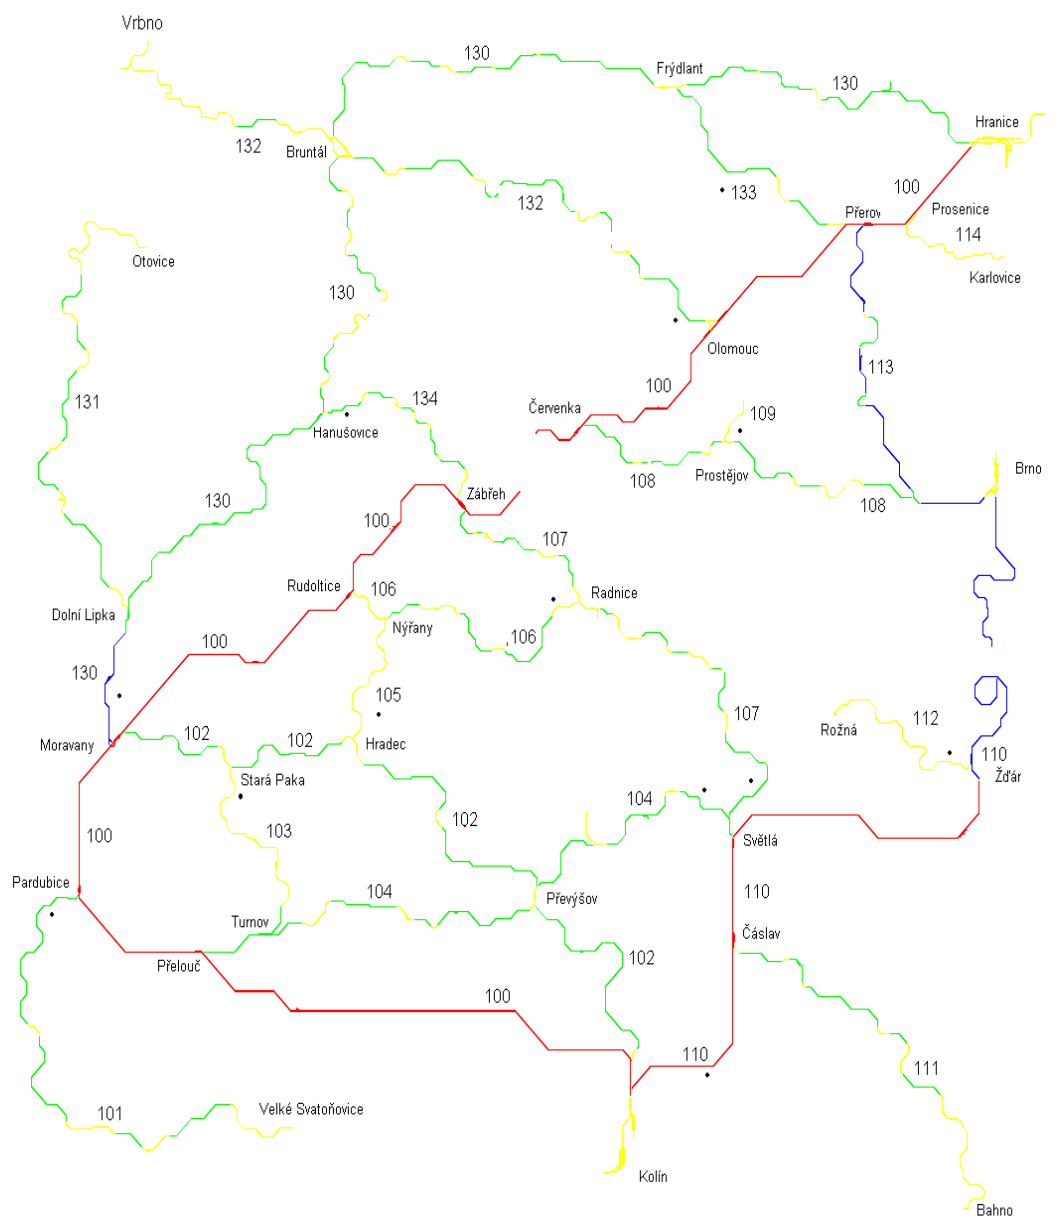 Vrbno
130
Frýdlant
130
Hranice
132
Bruntál
133
100
132
Přerov
Prosenice
114
Otovice
Karlovice
130
Olomouc
113
131
100
134
Červenka
109
Hanušovice
Brno
Prostějov
108
130
108
Zábřeh
100
107
Rudoltice
106
Radnice
Dolní Lipka
Nýřany
100
106
130
105
112
107
Rožná
102
102
Hradec
Moravany
110
Stará Paka
Žďár
104
102
103
100
Světlá
Pardubice
104
110
Převýšov
Turnov
Čáslav
102
Přelouč
100
110
111
101
Velké Svatoňovice
Kolín
Bahno